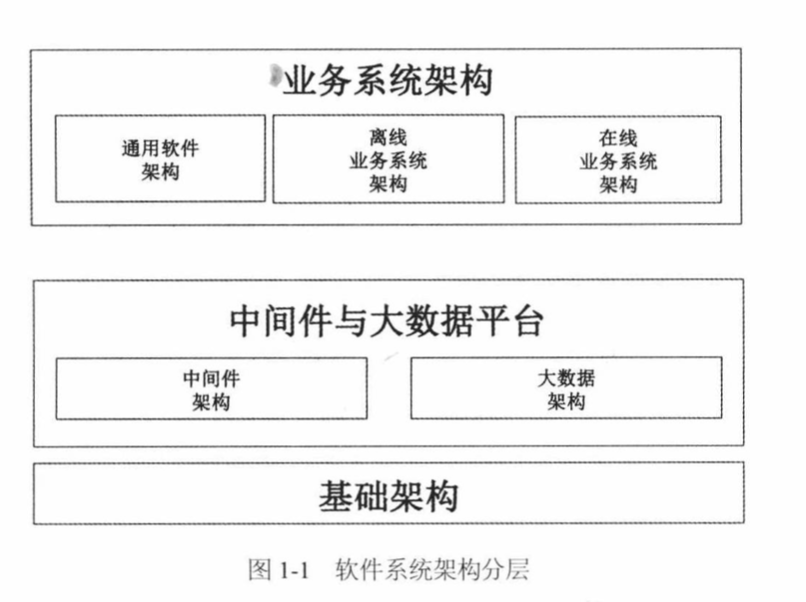 业务系统架构
通用软件
架构
离线
业务系统
架构
在线
业务系统
架构
中间件与大数据平台
中间件
架构
大数据
架构
基础架构
图 1-1 软件系统架构分层